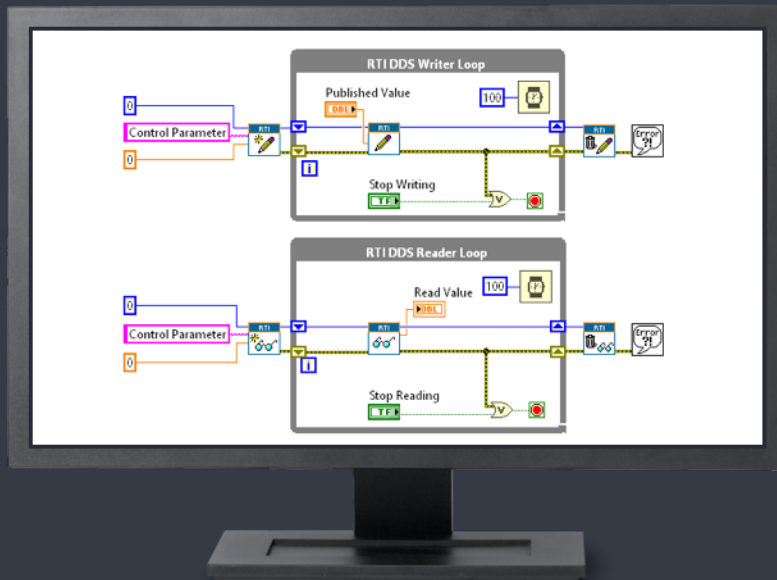 RTI DDS Writer Loop
Published Value
DBL
100
0
Control Parameter
0
RTI
RTI
RTI
Error
?!
i
Stop Writing
TF
V
RTI DDS Reader Loop
Read Value
DBL
100
0
Control Parameter
0
RTI
RTI
RTI
Error
?!
i
Stop Reading
TF
V